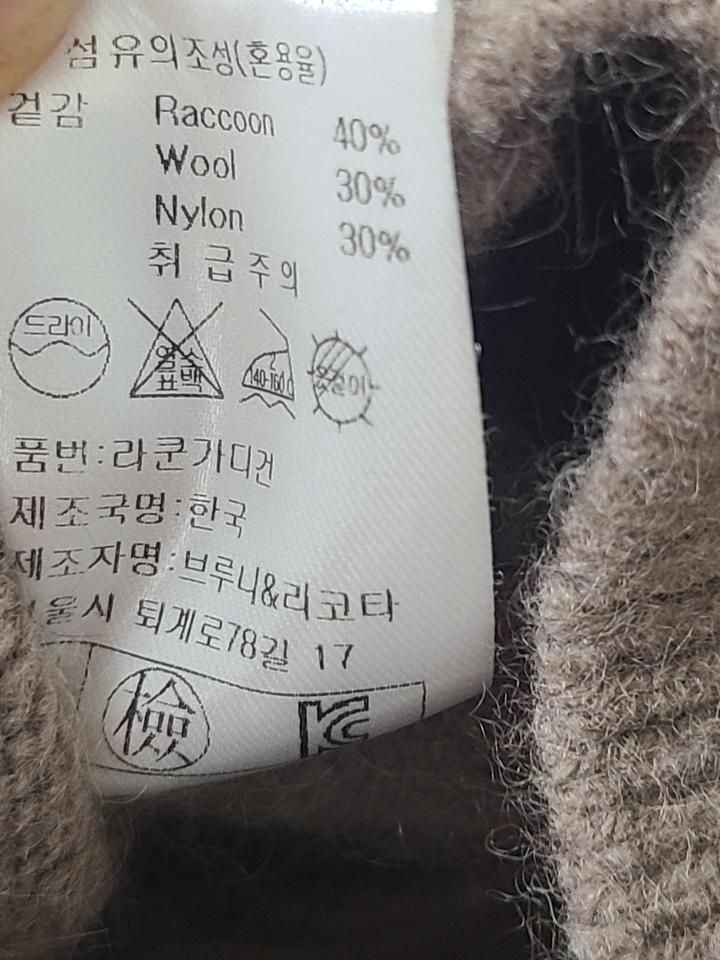 섬유의조성(혼용율)
겉감 Raccoon 40%
Wool 30%
Nylon 30%
취급주의
드라이
염소
표백
140-160
옷걸이
품번:라쿤가디건
제조국명:한국
제조자명:브루니&리코타
울시 퇴계로78길 17
檢 KC